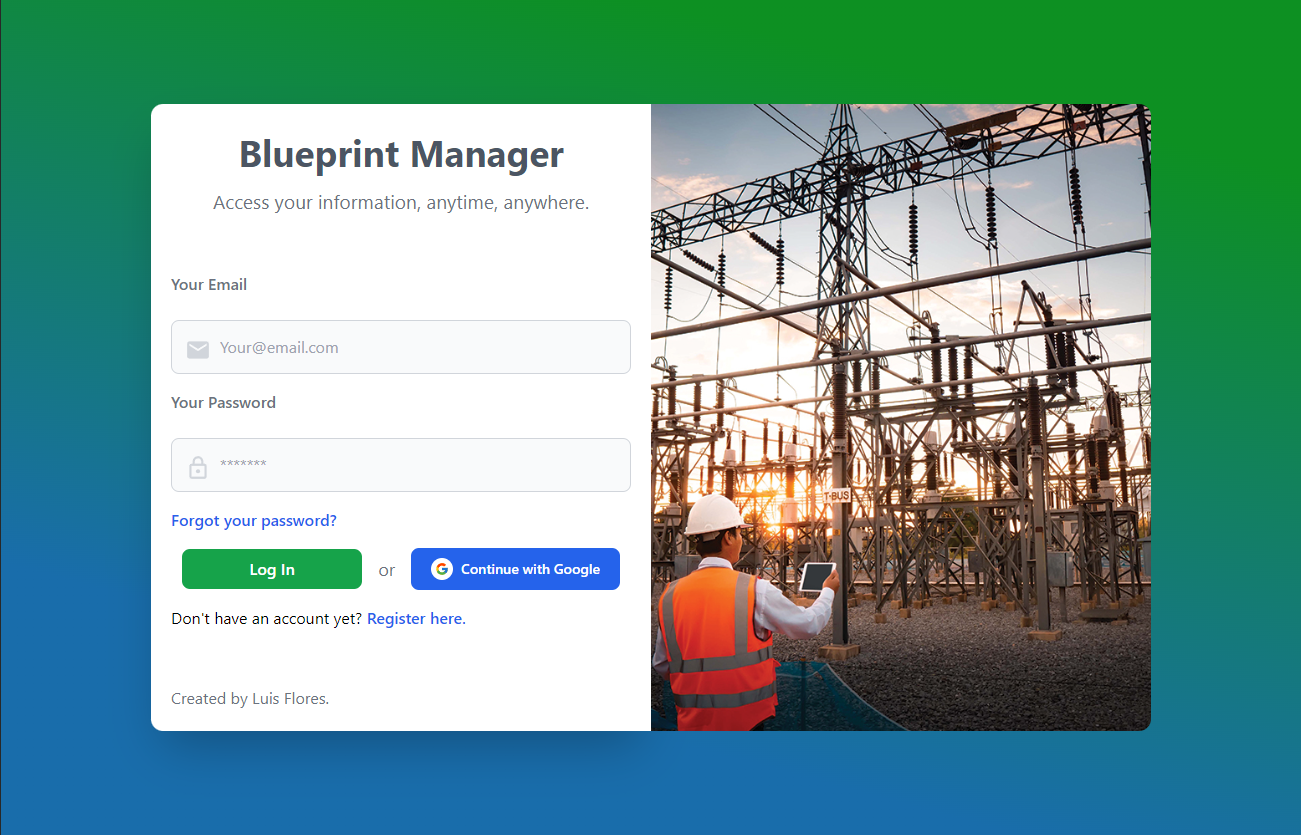 Blueprint Manager
Access your information, anytime, anywhere.
Your Email
Your@email.com
Your Password
*******
Forgot your password?
Log In or Continue with Google
Don't have an account yet? Register here.
Created by Luis Flores.
T-BUS